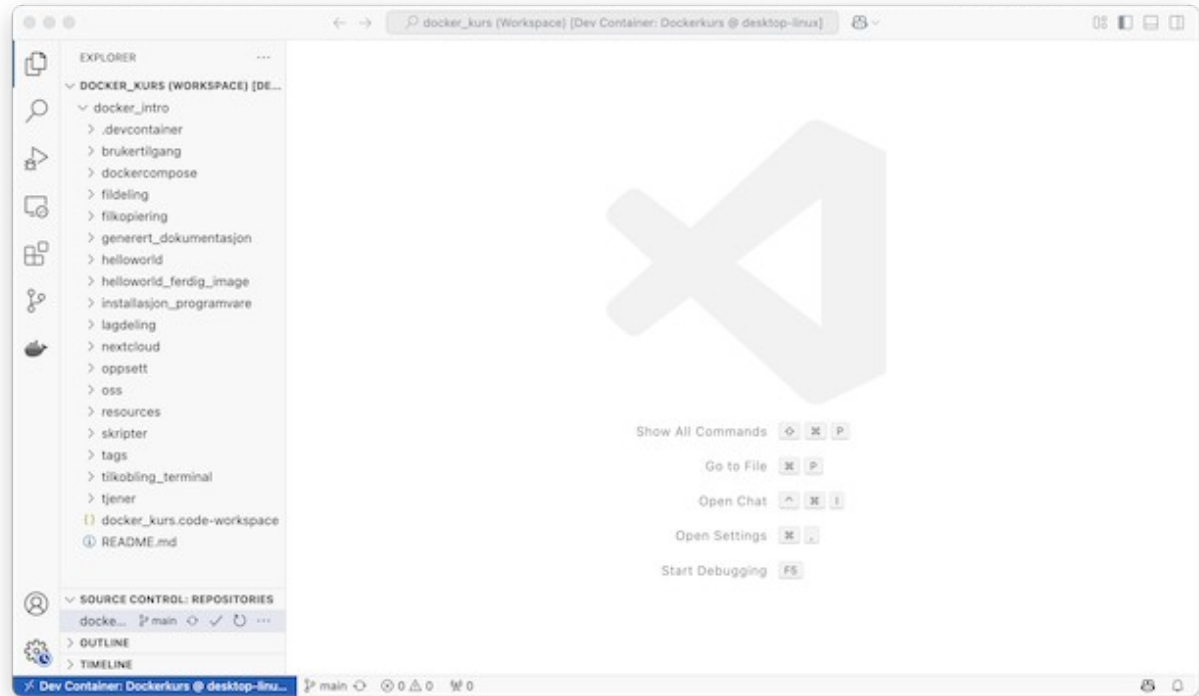 docker_kurs (Workspace) [Dev Container: Dockerkurs @ desktop-linux]
EXPLORER
DOCKER_KURS (WORKSPACE) [DE...
docker_intro
.devcontainer
brukertilgang
dockercompose
fildeling
filkopiering
generert_dokumentasjon
helloworld
helloworld_ferdig_image
installasjon_programvare
lagdeling
nextcloud
oppsett
oss
resources
skripter
tags
tilkobling_terminal
tjener
{} docker_kurs.code-workspace
README.md
SOURCE CONTROL: REPOSITORIES
docke... main
OUTLINE
TIMELINE
Show All Commands ⇧ ⌘ P
Go to File ⌘ P
Open Chat ^ ⌘ I
Open Settings ⌘ ,
Start Debugging F5
Dev Container: Dockerkurs @ desktop-linu... main 0 0 0